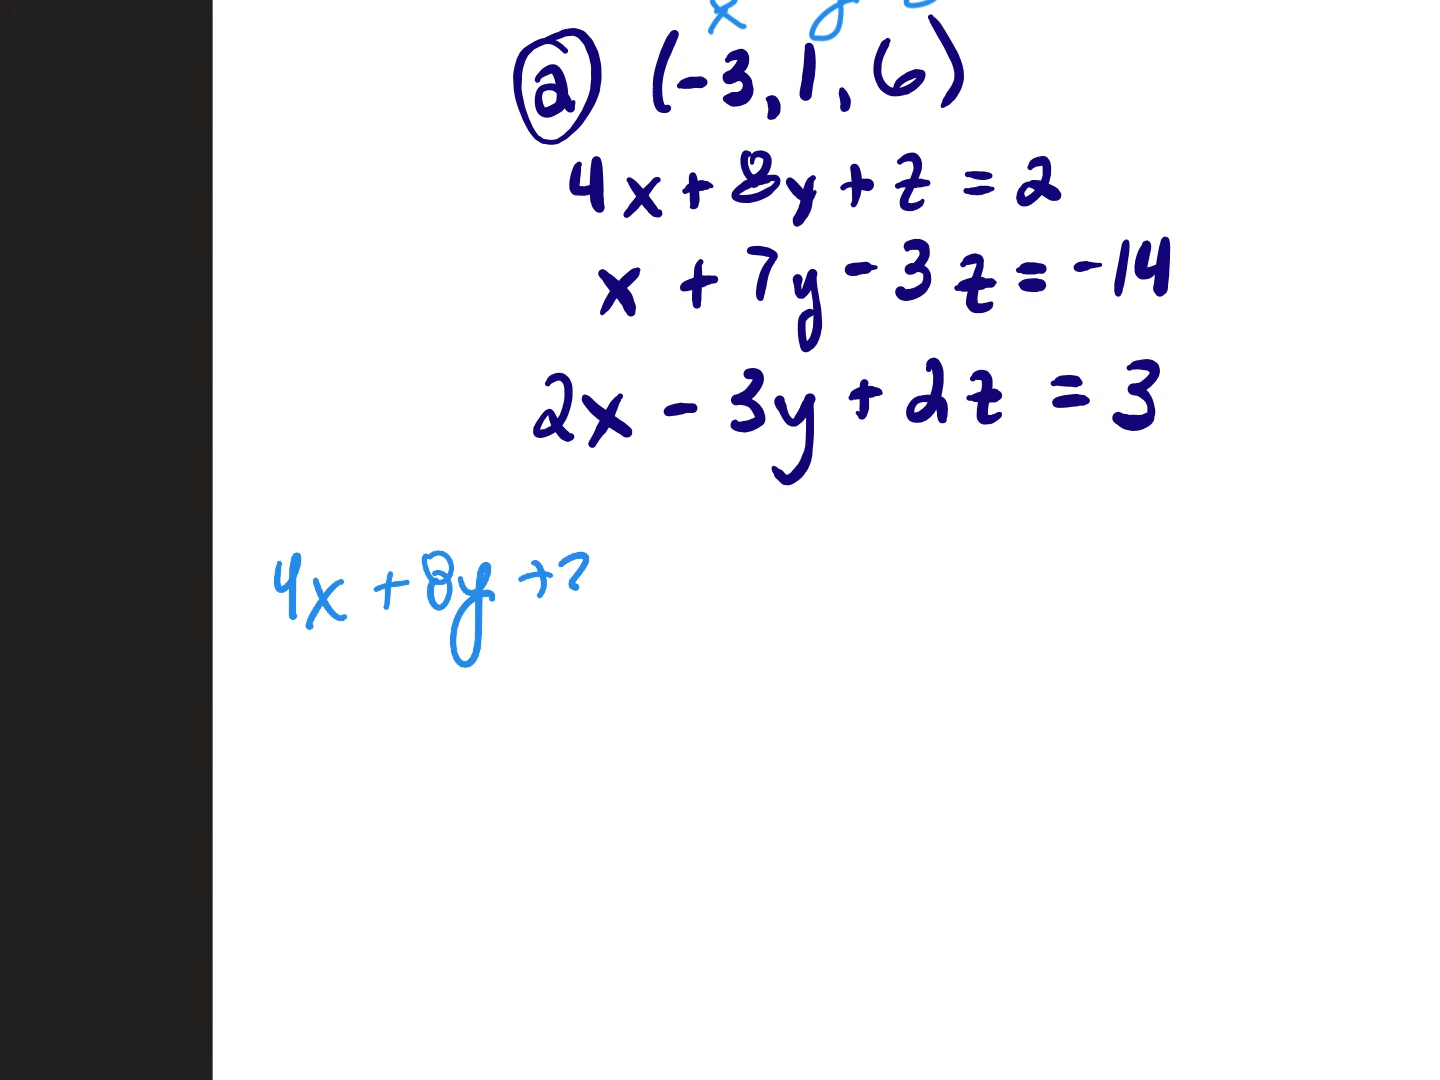 x y z
a (-3, 1, 6)
4x + 8y + z = 2
x + 7y - 3z = -14
2x - 3y + 2z = 3
4x + 8y + z